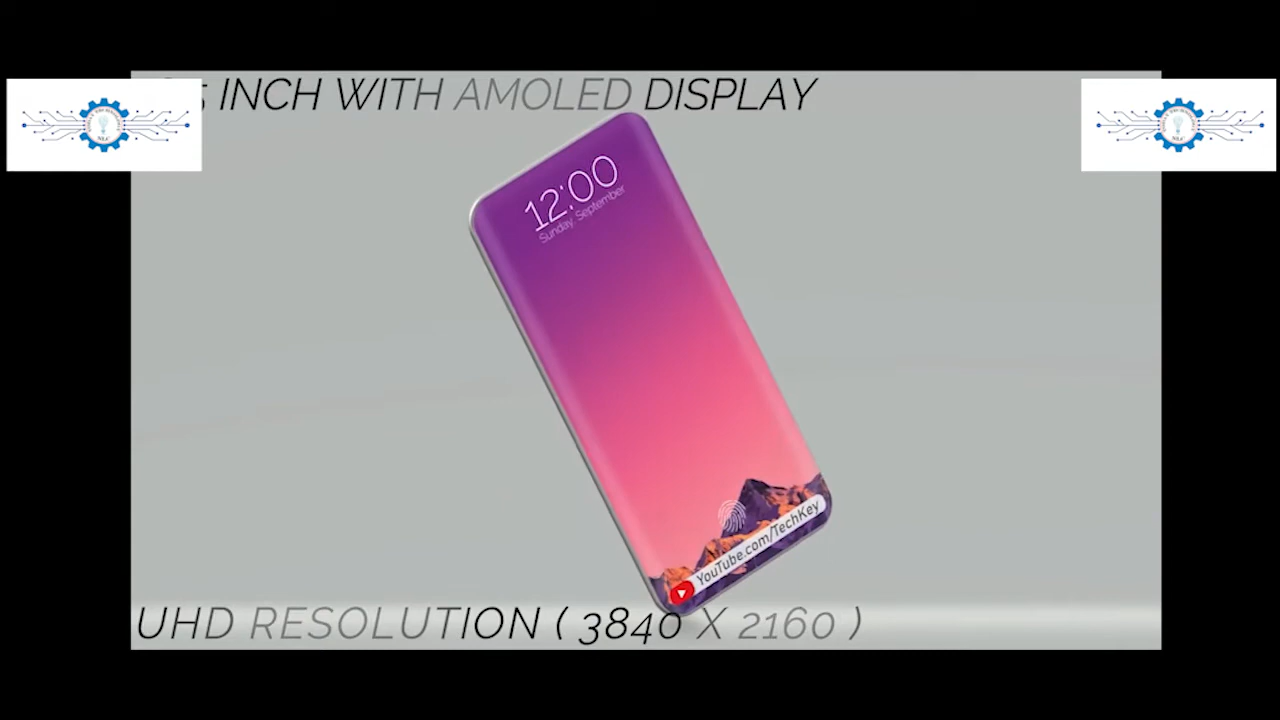 INCH WITH AMOLED DISPLAY
12:00
Sunday, September
YouTube.com/TechKey
UHD RESOLUTION ( 3840 X 2160 )